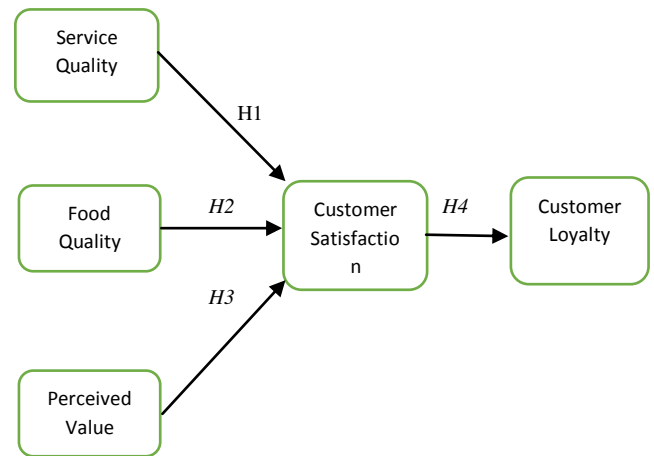 Service
Quality
H1
Food
Quality
H2
Customer
Satisfactio
n
H4
Customer
Loyalty
H3
Perceived
Value